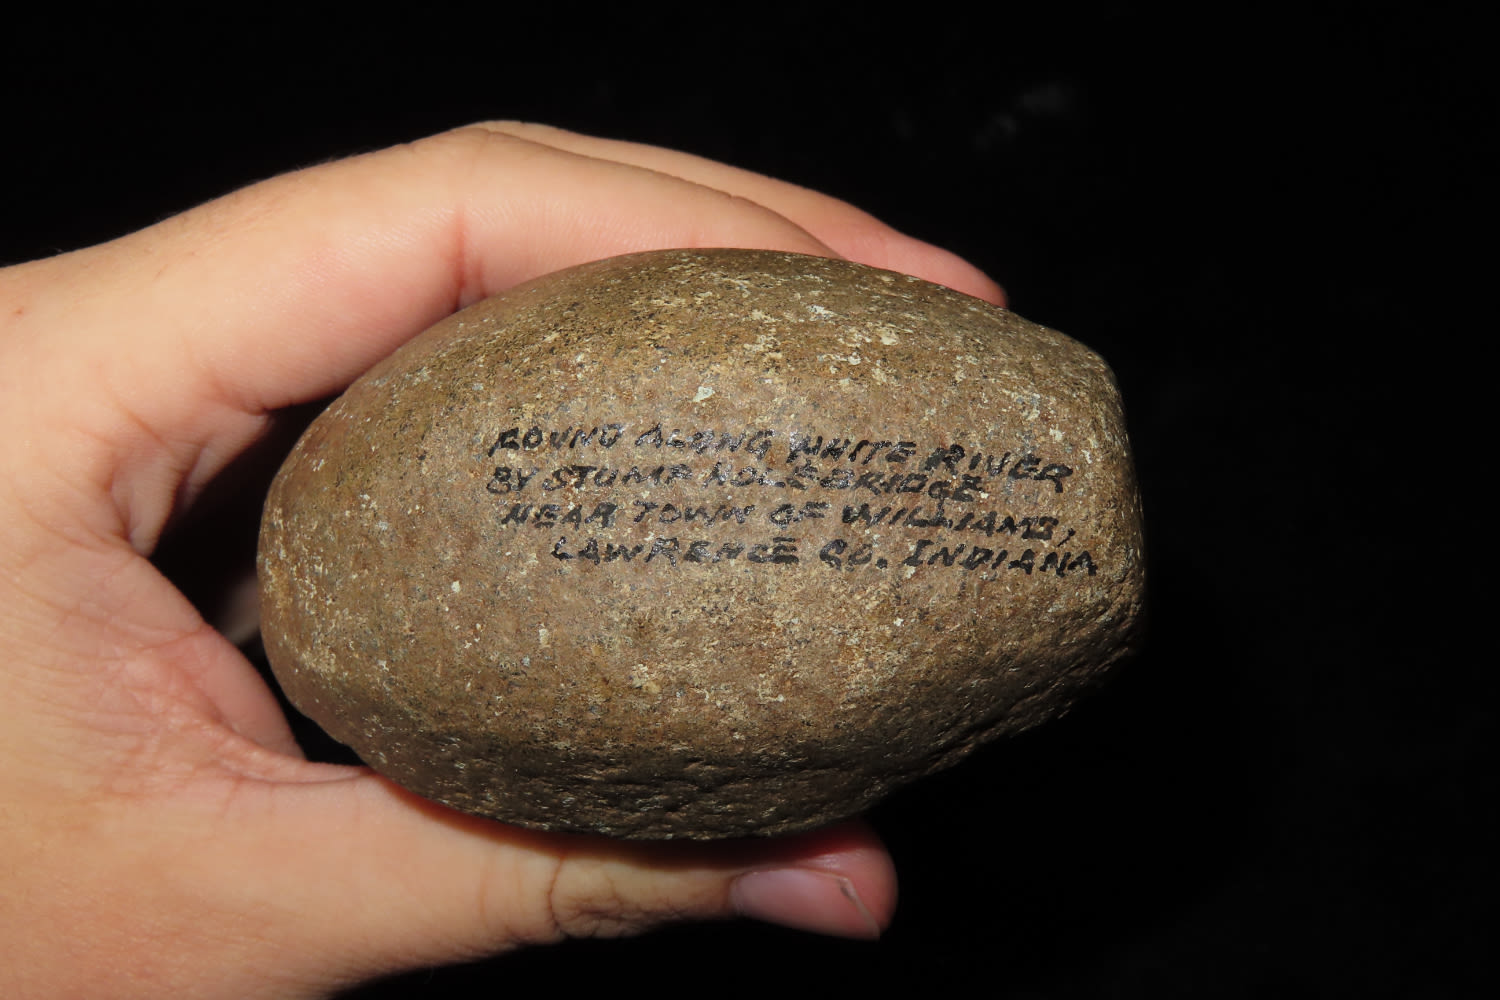 FOUND ALONG WHITE RIVER
BY STUMP HOLE BRIDGE
NEAR TOWN OF WILLIAMS,
LAWRENCE CO. INDIANA